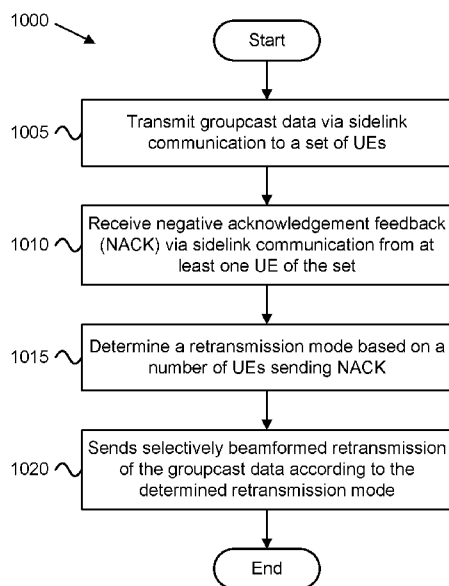 1000
Start
1005
Transmit groupcast data via sidelink
communication to a set of UEs
1010
Receive negative acknowledgement feedback
(NACK) via sidelink communication from at
least one UE of the set
1015
Determine a retransmission mode based on a
number of UEs sending NACK
1020
Sends selectively beamformed retransmission
of the groupcast data according to the
determined retransmission mode
End